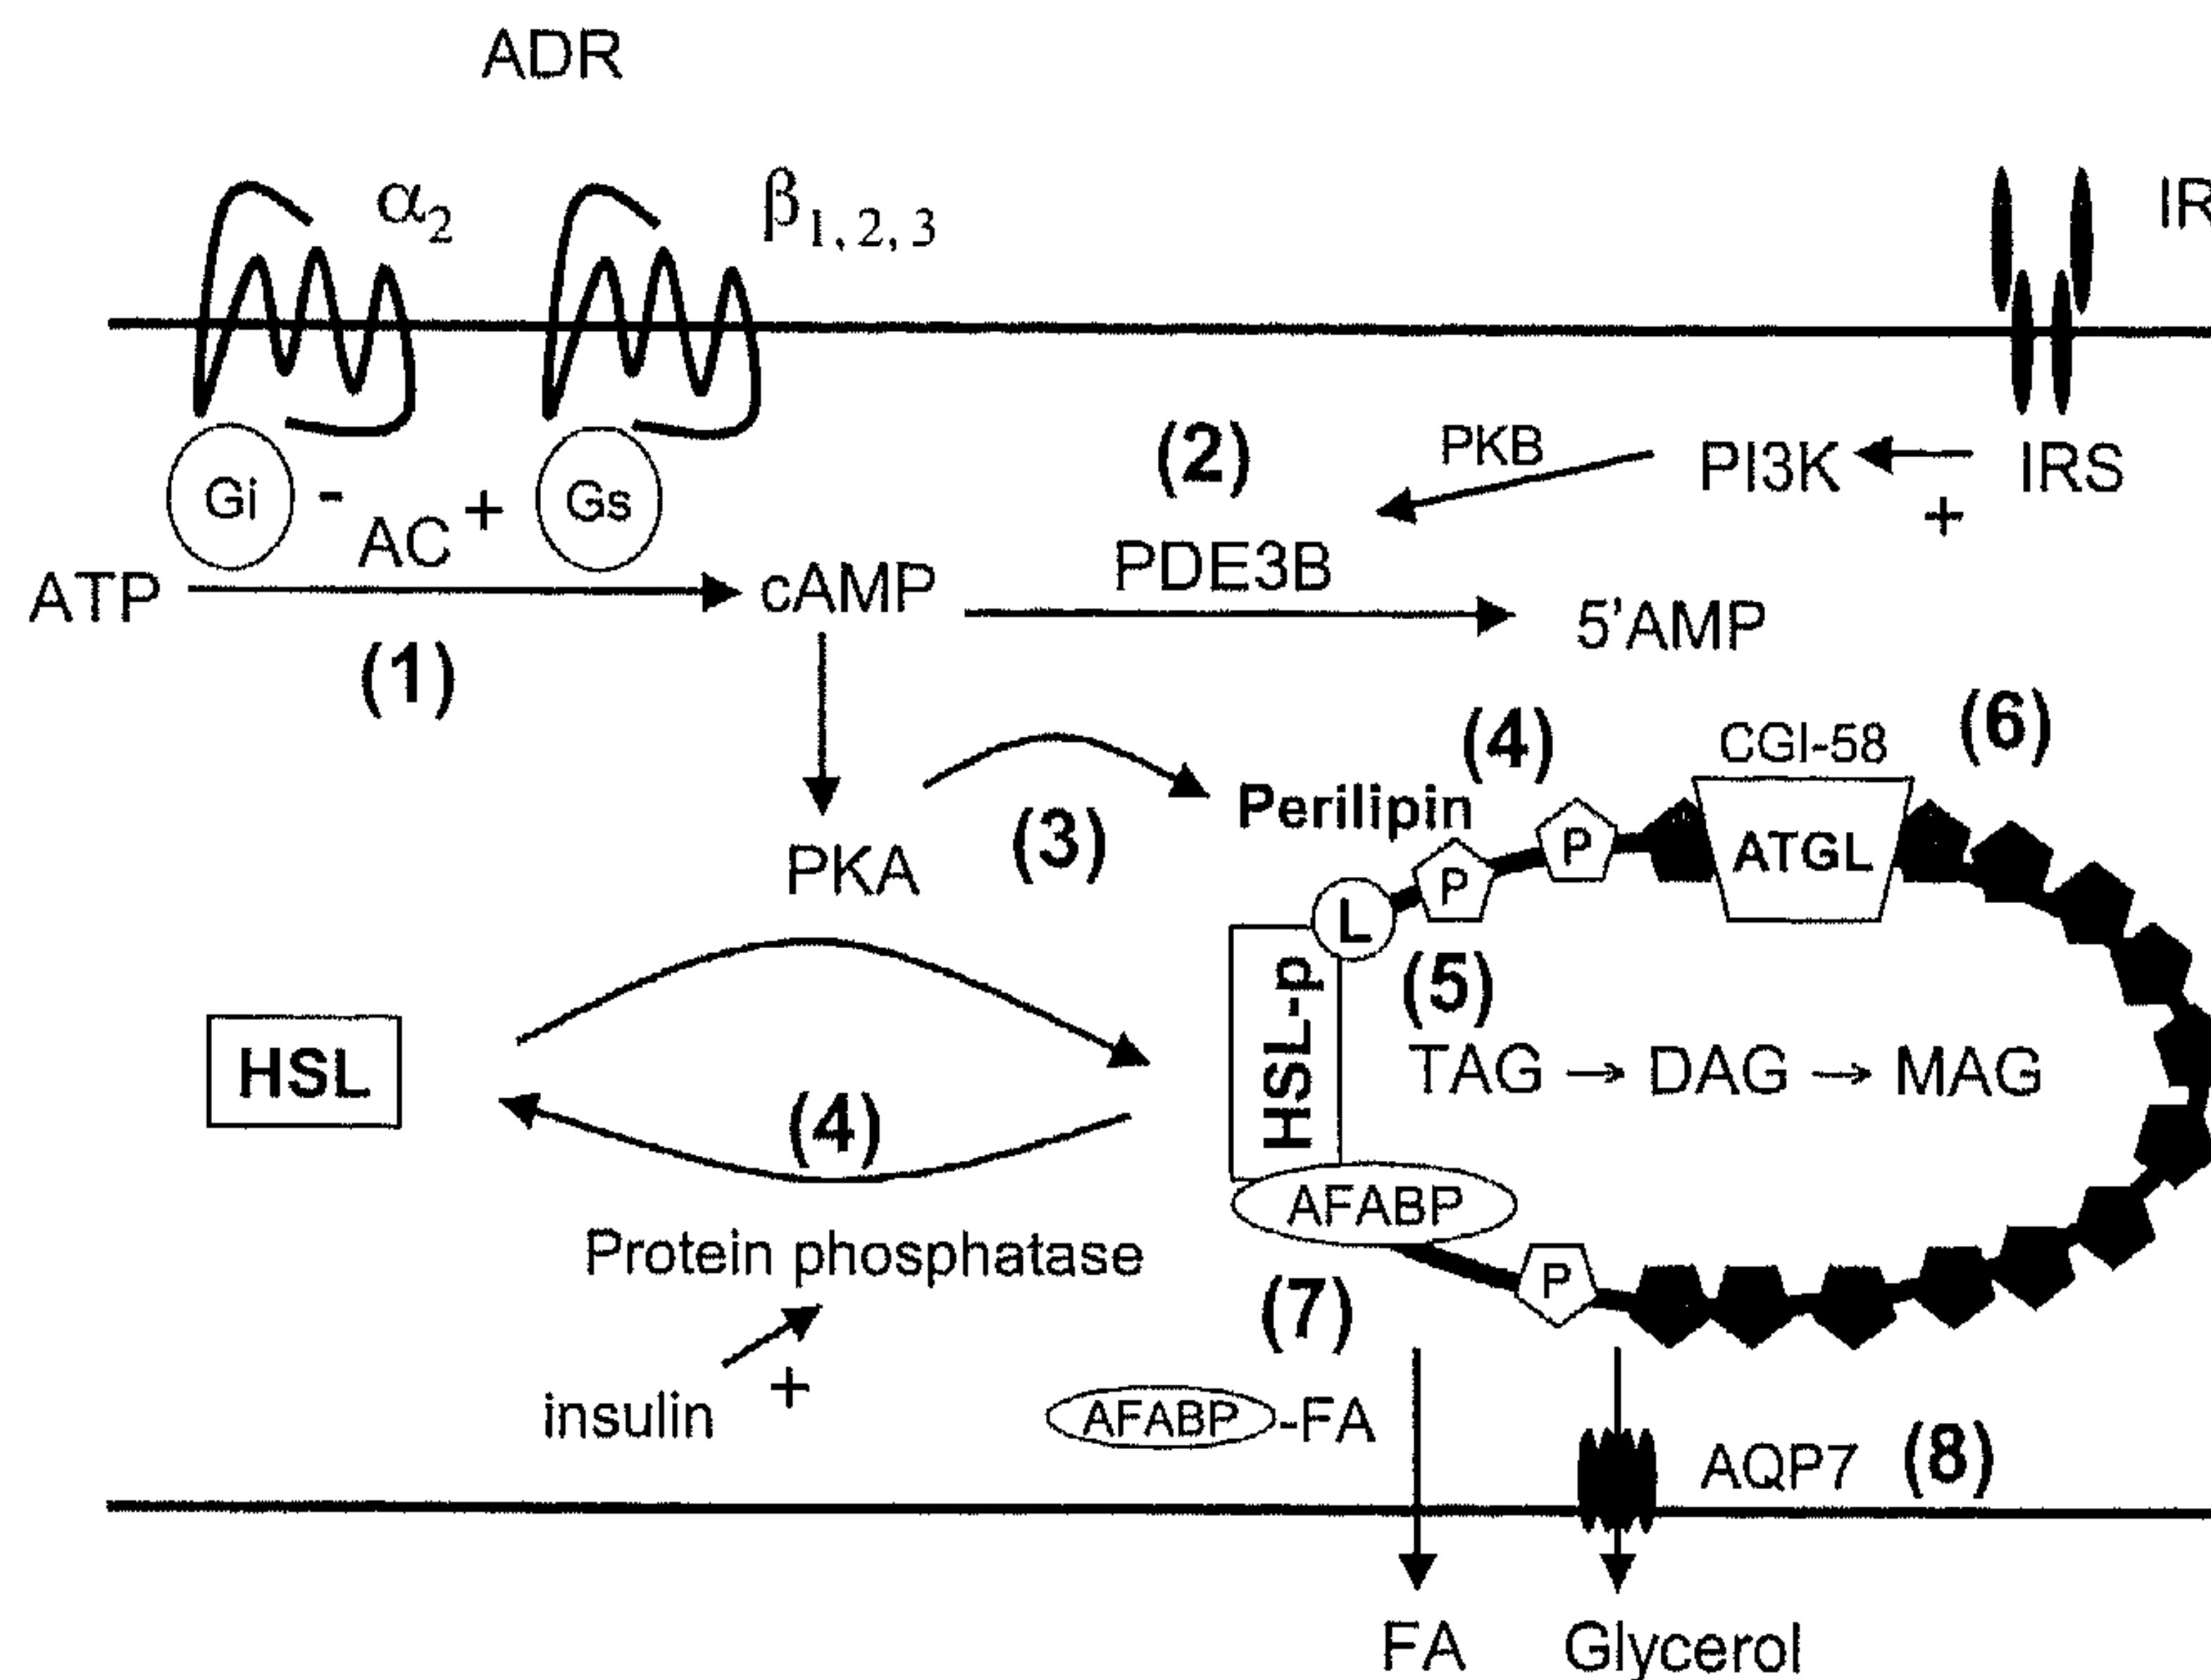 ADR
α2
β1, 2, 3
IR
Gi
-
AC
+
Gs
(2)
PKB
PI3K
IRS
+
ATP
cAMP
PDE3B
5'AMP
(1)
(3)
PKA
Perilipin
(4)
CGI-58
(6)
P
P
ATGL
L
(5)
HSL-p
HSL
TAG → DAG → MAG
(4)
AFABP
Protein phosphatase
(7)
P
insulin
+
AFABP-FA
AQP7
(8)
FA
Glycerol